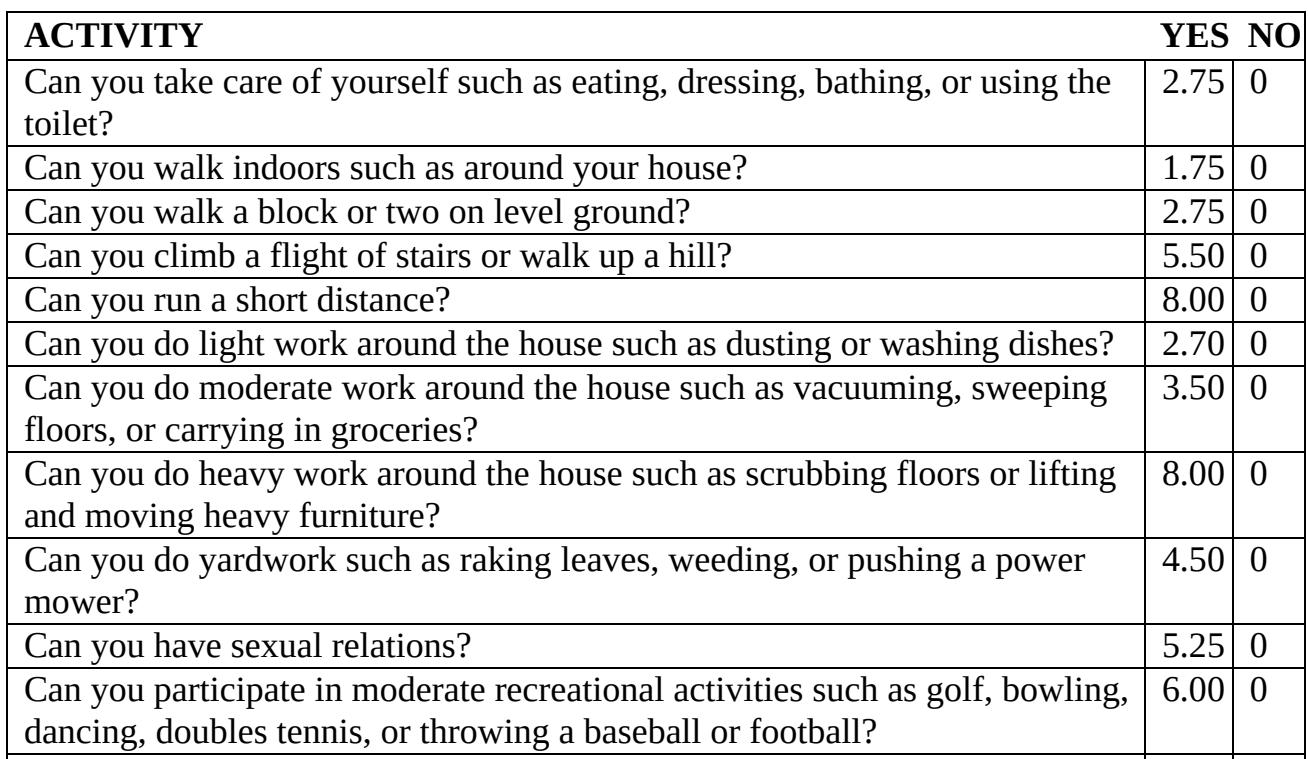 ACTIVITY YES NO
Can you take care of yourself such as eating, dressing, bathing, or using the 2.75 0
toilet?
Can you walk indoors such as around your house? 1.75 0
Can you walk a block or two on level ground? 2.75 0
Can you climb a flight of stairs or walk up a hill? 5.50 0
Can you run a short distance? 8.00 0
Can you do light work around the house such as dusting or washing dishes? 2.70 0
Can you do moderate work around the house such as vacuuming, sweeping 3.50 0
floors, or carrying in groceries?
Can you do heavy work around the house such as scrubbing floors or lifting 8.00 0
and moving heavy furniture?
Can you do yardwork such as raking leaves, weeding, or pushing a power 4.50 0
mower?
Can you have sexual relations? 5.25 0
Can you participate in moderate recreational activities such as golf, bowling, 6.00 0
dancing, doubles tennis, or throwing a baseball or football?